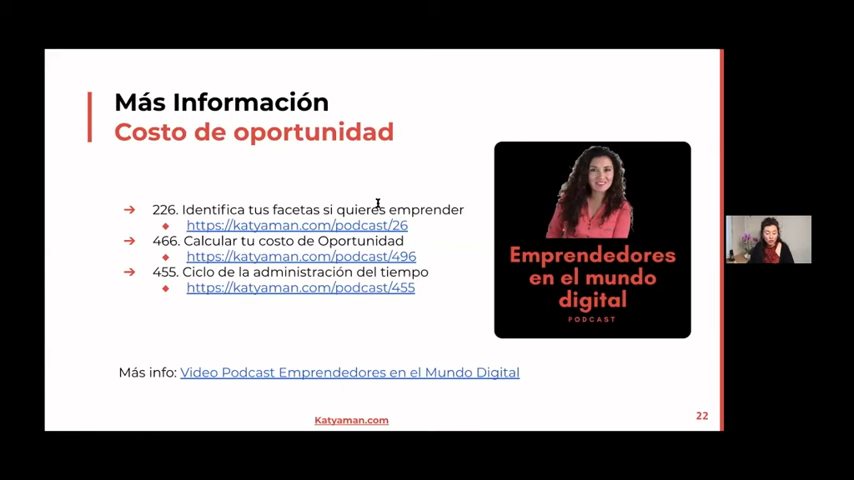 Más Información
Costo de oportunidad
226. Identifica tus facetas si quieres emprender
https://katyaman.com/podcast/26
466. Calcular tu costo de Oportunidad
https://katyaman.com/podcast/496
455. Ciclo de la administración del tiempo
https://katyaman.com/podcast/455
Emprendedores
en el mundo
digital
PODCAST
Más info: Video Podcast Emprendedores en el Mundo Digital
Katyaman.com
22